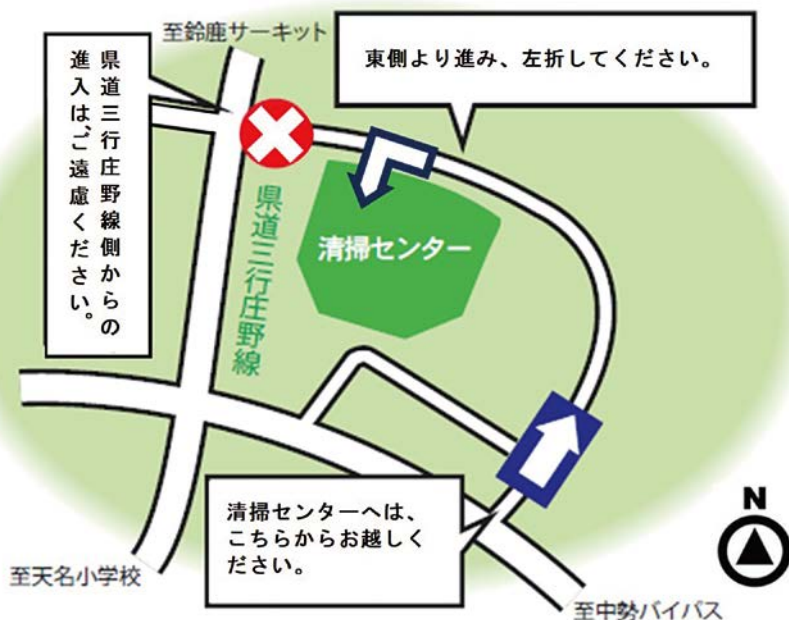 至鈴鹿サーキット
東側より進み、左折してください。
県道三行庄野線側からの
進入は、ご遠慮ください。
県道三行庄野線
清掃センター
清掃センターへは、
こちらからお越しく
ださい。
N
至天名小学校
至中勢バイパス